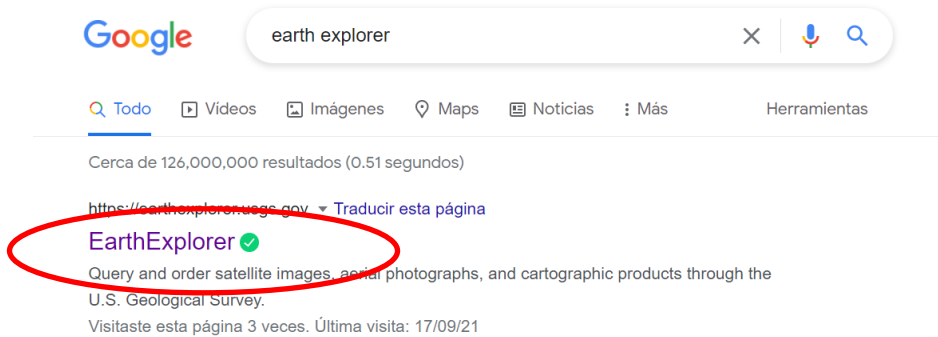 Google
earth explorer
Todo Vídeos Imágenes Maps Noticias Más Herramientas
Cerca de 126,000,000 resultados (0.51 segundos)
https://earthexplorer.usgs.gov Traducir esta página
EarthExplorer
Query and order satellite images, aerial photographs, and cartographic products through the
U.S. Geological Survey.
Visitaste esta página 3 veces. Última visita: 17/09/21